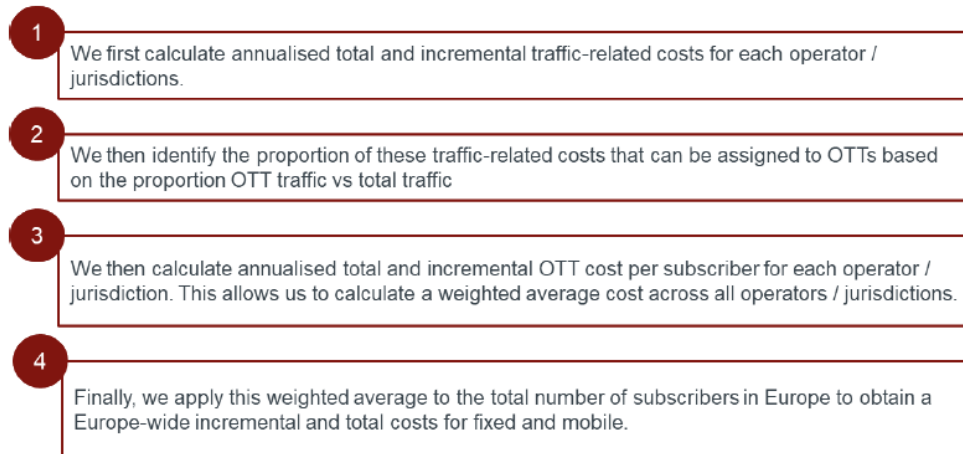 1
We first calculate annualised total and incremental traffic-related costs for each operator /
jurisdictions.
2
We then identify the proportion of these traffic-related costs that can be assigned to OTTs based
on the proportion OTT traffic vs total traffic
3
We then calculate annualised total and incremental OTT cost per subscriber for each operator /
jurisdiction. This allows us to calculate a weighted average cost across all operators / jurisdictions.
4
Finally, we apply this weighted average to the total number of subscribers in Europe to obtain a
Europe-wide incremental and total costs for fixed and mobile.